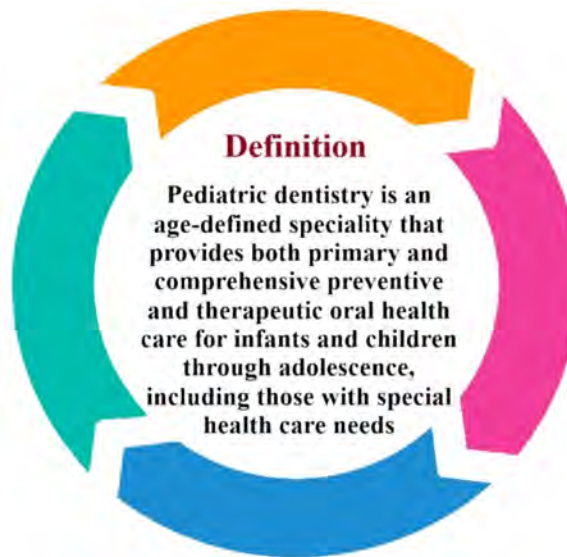 Definition
Pediatric dentistry is an
age-defined speciality that
provides both primary and
comprehensive preventive
and therapeutic oral health
care for infants and children
through adolescence,
including those with special
health care needs